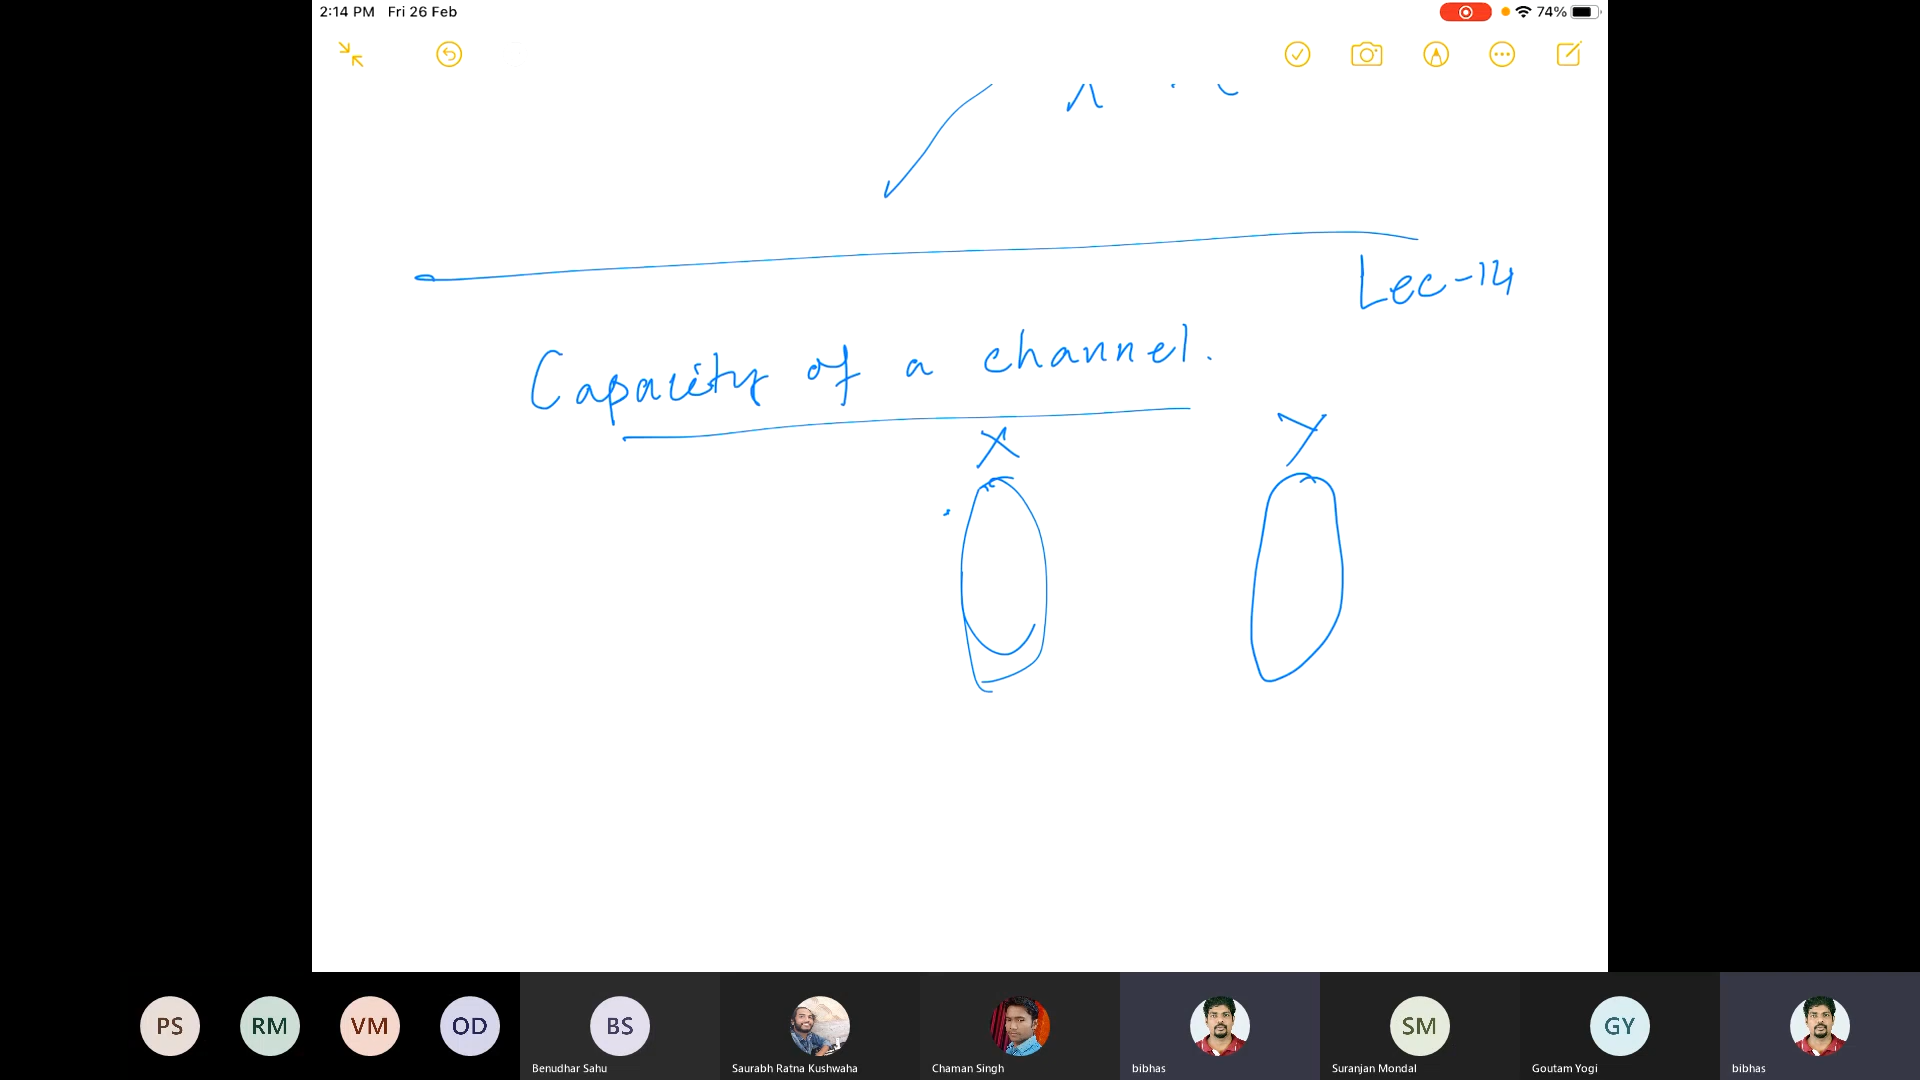 2:14 PM Fri 26 Feb
74%
Lec-14
Capacity of a channel.
X Y
PS RM VM OD BS SM GY
Benudhar Sahu Saurabh Ratna Kushwaha Chaman Singh bibhas Suranjan Mondal Goutam Yogi bibhas